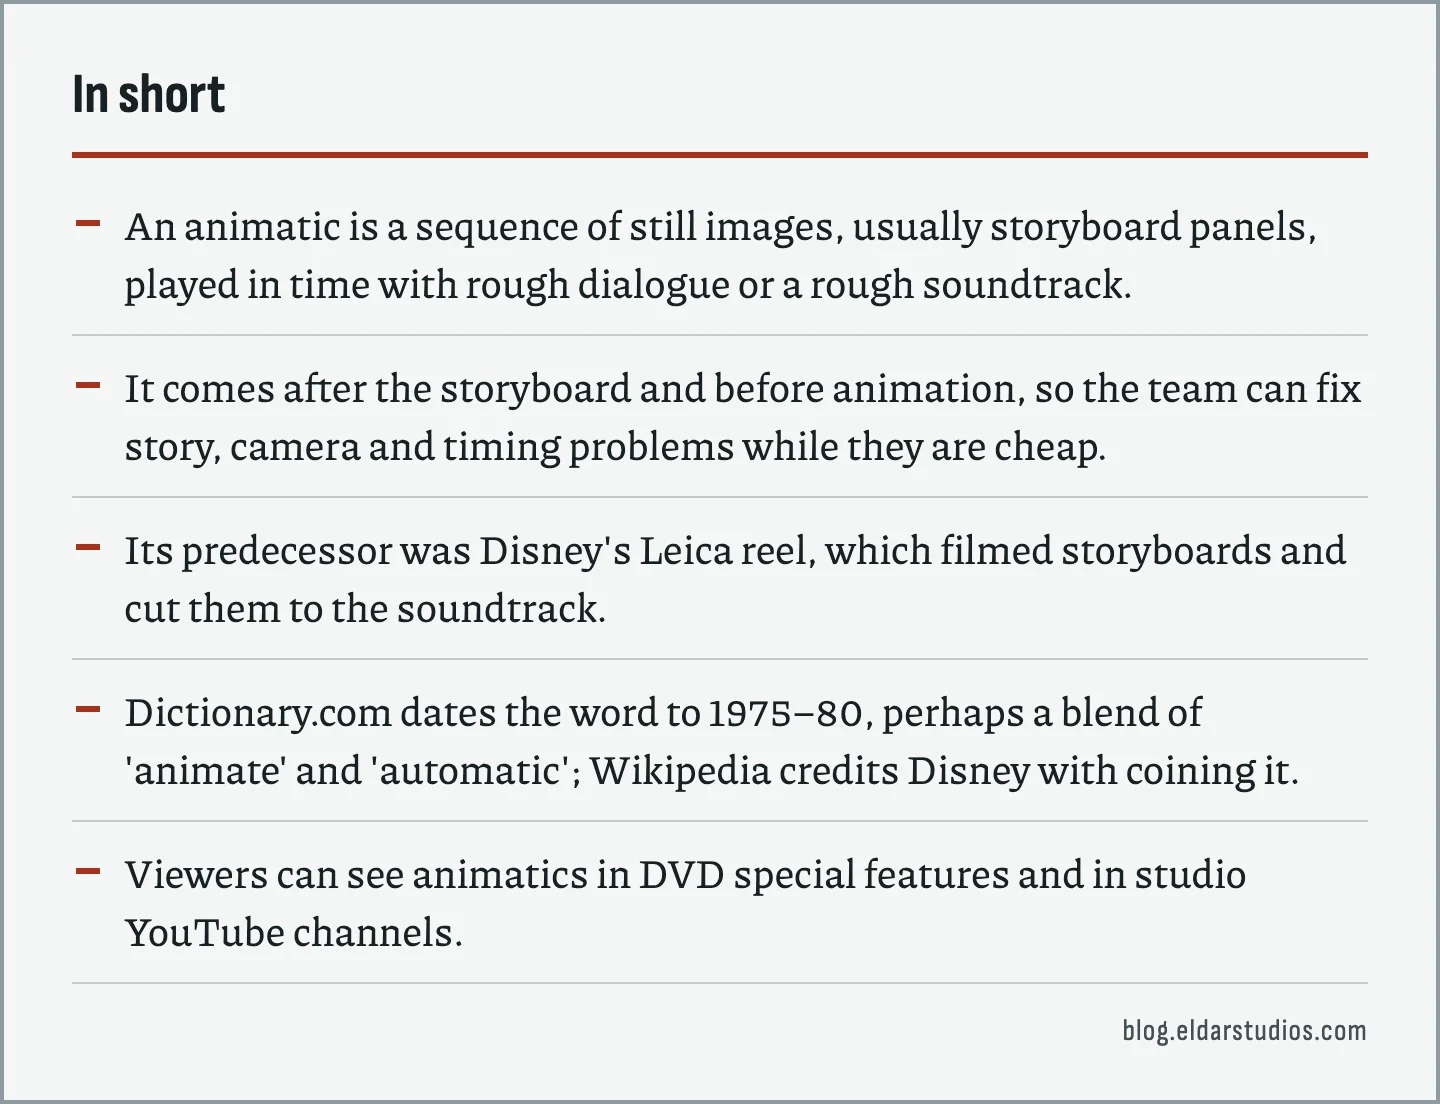 In short
– An animatic is a sequence of still images, usually storyboard panels,
played in time with rough dialogue or a rough soundtrack.
– It comes after the storyboard and before animation, so the team can fix
story, camera and timing problems while they are cheap.
– Its predecessor was Disney's Leica reel, which filmed storyboards and
cut them to the soundtrack.
– Dictionary.com dates the word to 1975–80, perhaps a blend of
'animate' and 'automatic'; Wikipedia credits Disney with coining it.
– Viewers can see animatics in DVD special features and in studio
YouTube channels.
blog.eldarstudios.com